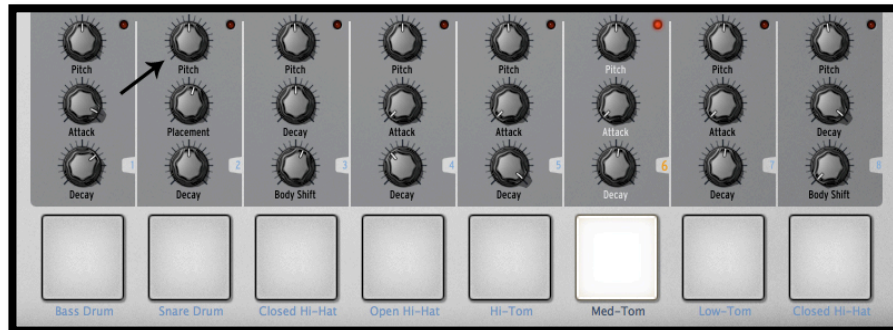 Pitch Pitch Pitch Pitch Pitch Pitch Pitch Pitch
Attack Placement Decay Attack Attack Attack Attack Decay
1 2 3 4 5 6 7 8
Decay Decay Body Shift Decay Decay Decay Decay Body Shift
Bass Drum Snare Drum Closed Hi-Hat Open Hi-Hat Hi-Tom Med-Tom Low-Tom Closed Hi-Hat